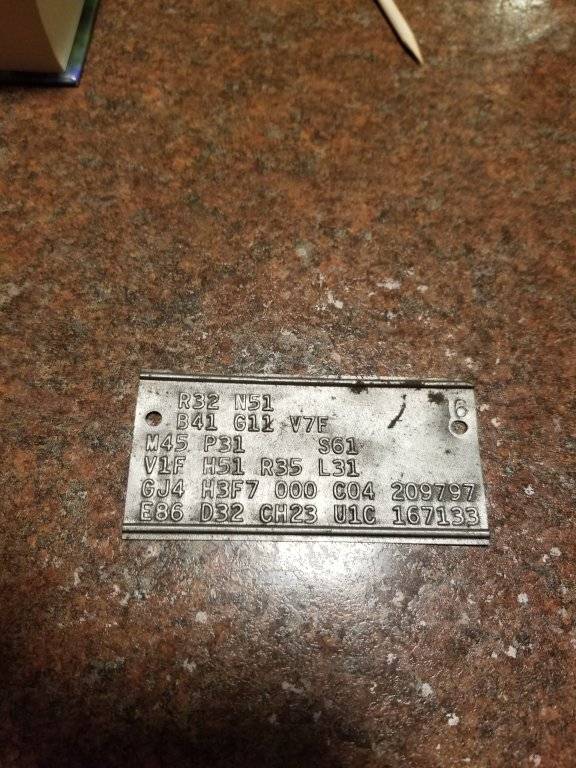 R32 N51
B41 G11 V7F 16
M45 P31 S61
V1F H51 R35 L31
GJ4 H3F7 000 C04 209797
E86 D32 CH23 U1C 167133